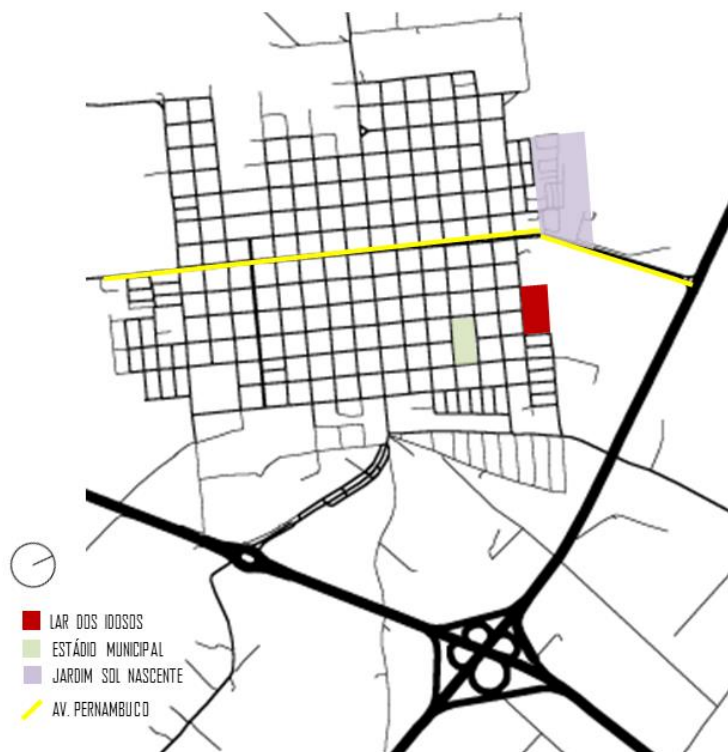 LAR DOS IDOSOS
ESTÁDIO MUNICIPAL
JARDIM SOL NASCENTE
AV. PERNAMBUCO